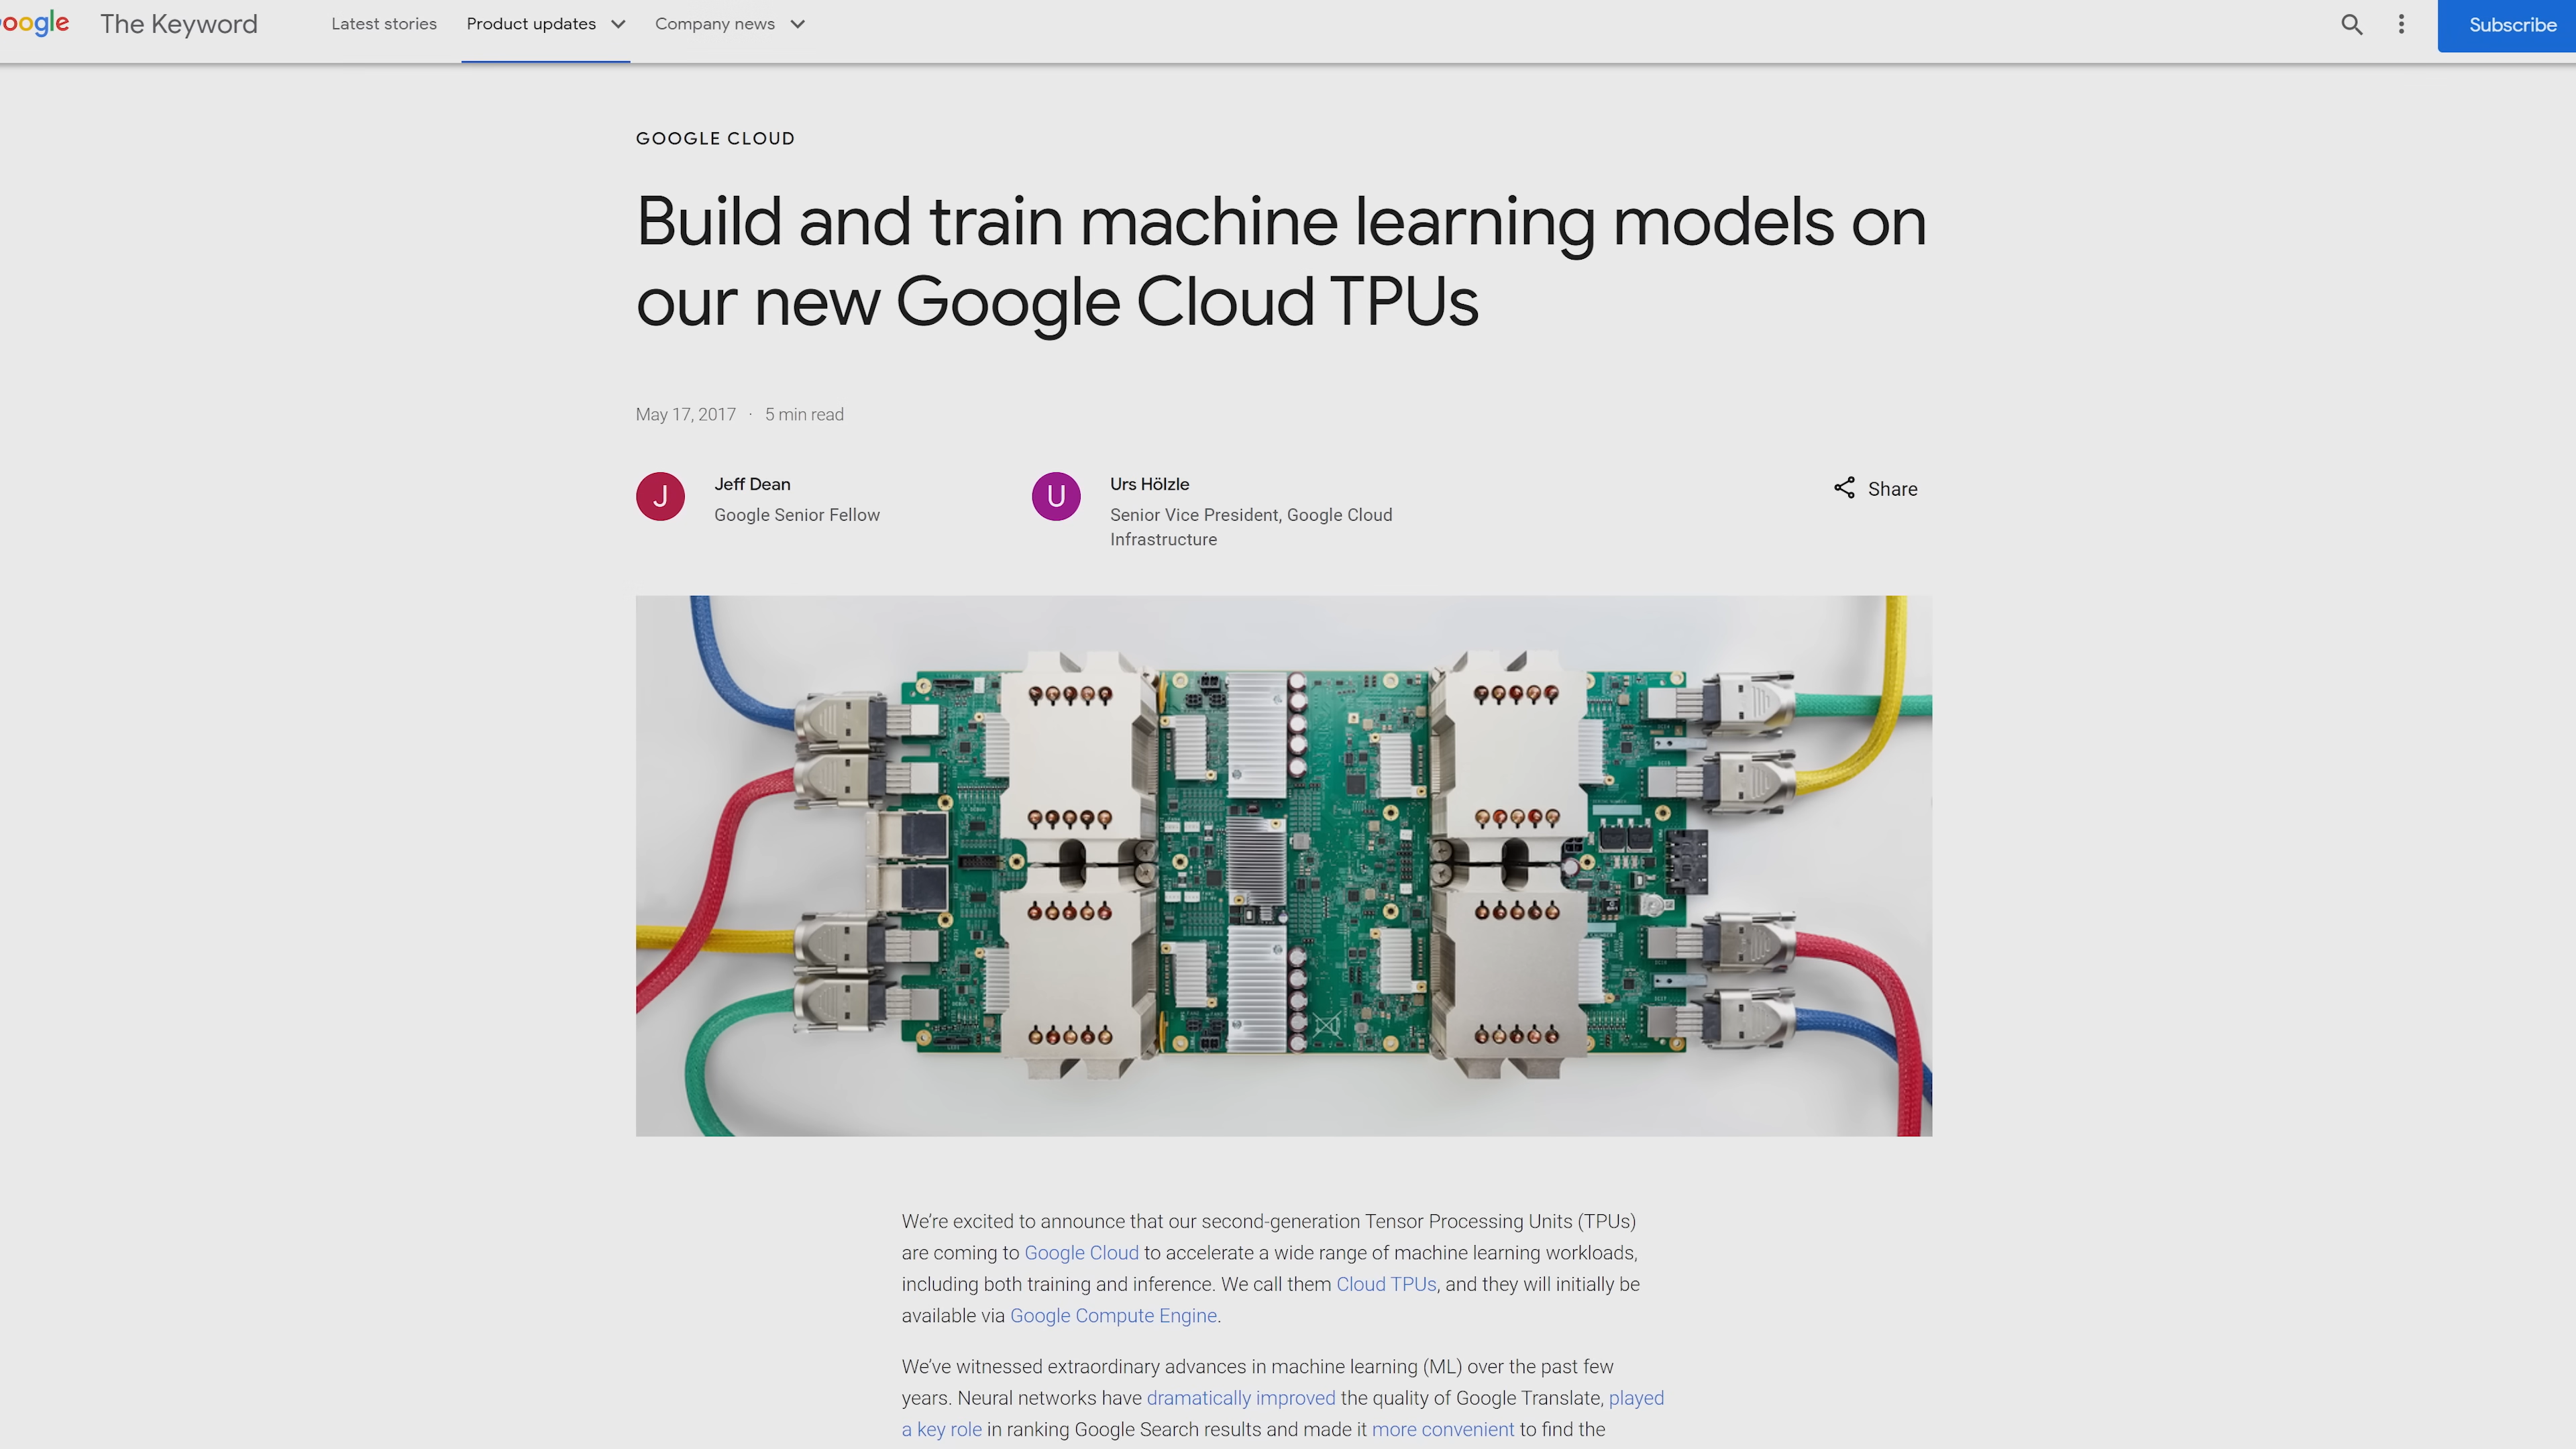 oogle The Keyword Latest stories Product updates Company news Subscribe
GOOGLE CLOUD
Build and train machine learning models on
our new Google Cloud TPUs
May 17, 2017 · 5 min read
J Jeff Dean U Urs Hölzle Share
Google Senior Fellow Senior Vice President, Google Cloud
Infrastructure
We’re excited to announce that our second-generation Tensor Processing Units (TPUs)
are coming to Google Cloud to accelerate a wide range of machine learning workloads,
including both training and inference. We call them Cloud TPUs, and they will initially be
available via Google Compute Engine.
We’ve witnessed extraordinary advances in machine learning (ML) over the past few
years. Neural networks have dramatically improved the quality of Google Translate, played
a key role in ranking Google Search results and made it more convenient to find the